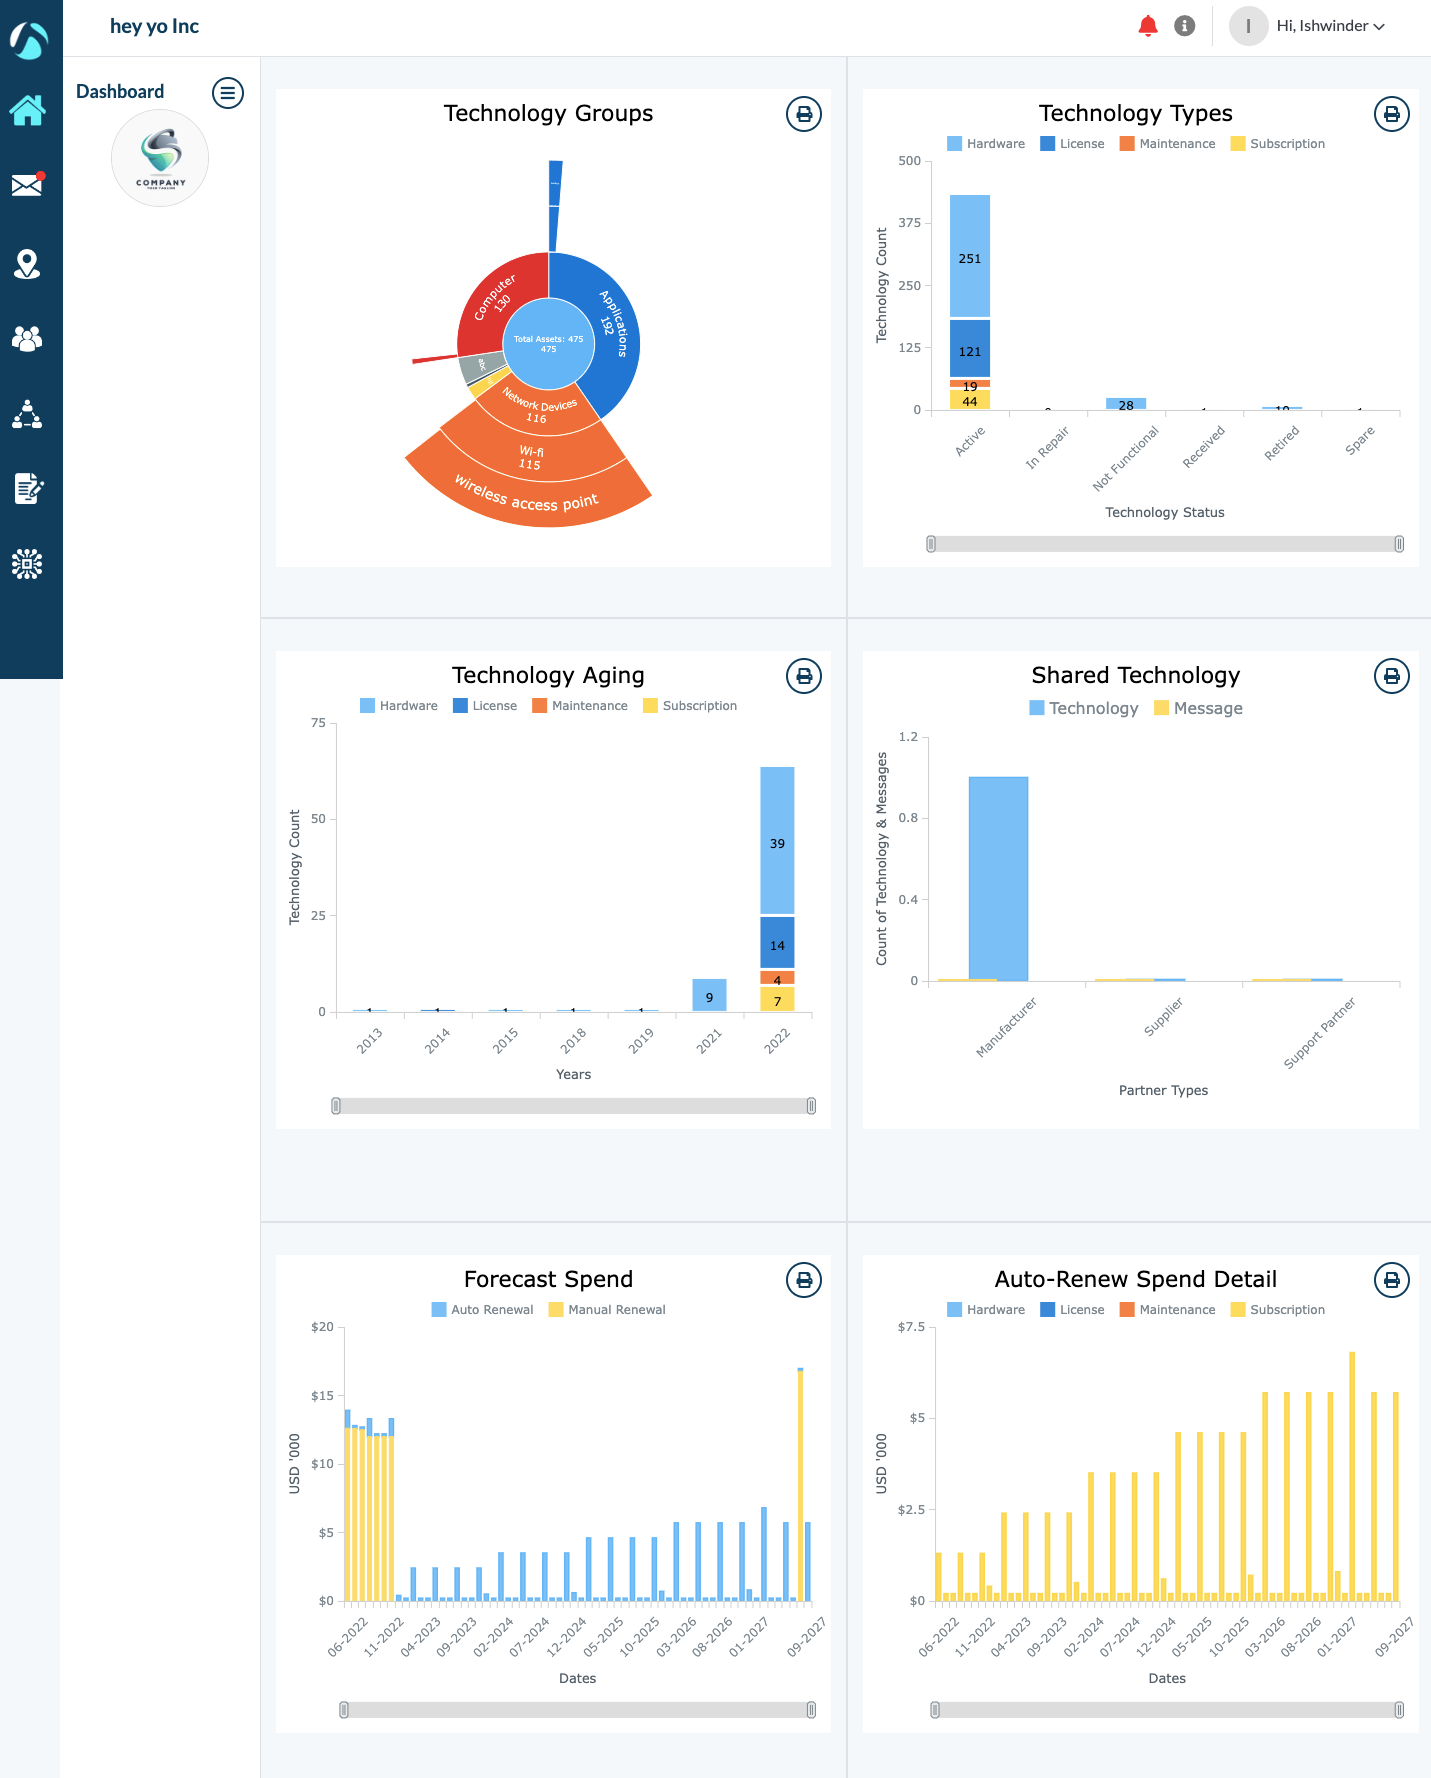 hey yo Inc
I
Hi, Ishwinder
Dashboard
COMPANY
Technology Groups
Computer
130
Applications
192
Total Assets: 475
475
abc
Network Devices
116
Wi-fi
115
wireless access point
Technology Types
Hardware License Maintenance Subscription
500
375
250
125
0
Technology Count
251
121
19
44
28
10
1
Active In Repair Not Functional Received Retired Spare
Technology Status
Technology Aging
Hardware License Maintenance Subscription
75
50
25
0
Technology Count
39
14
4
7
9
1 1 1 1 1
2013 2014 2015 2018 2019 2021 2022
Years
Shared Technology
Technology Message
1.2
0.8
0.4
0
Count of Technology & Messages
Manufacturer Supplier Support Partner
Partner Types
Forecast Spend
Auto Renewal Manual Renewal
$20
$15
$10
$5
$0
USD '000
06-2022 11-2022 04-2023 09-2023 02-2024 07-2024 12-2024 05-2025 10-2025 03-2026 08-2026 01-2027 09-2027
Dates
Auto-Renew Spend Detail
Hardware License Maintenance Subscription
$7.5
$5
$2.5
$0
USD '000
06-2022 11-2022 04-2023 09-2023 02-2024 07-2024 12-2024 05-2025 10-2025 03-2026 08-2026 01-2027 09-2027
Dates